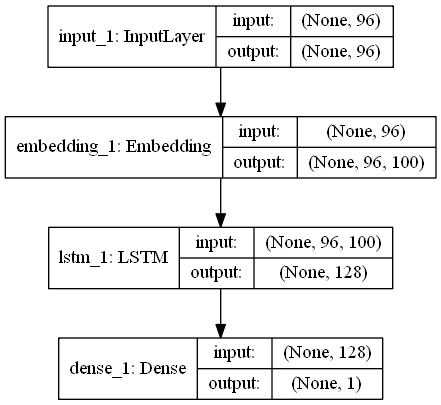 input_1: InputLayer
input: (None, 96)
output: (None, 96)
embedding_1: Embedding
input: (None, 96)
output: (None, 96, 100)
lstm_1: LSTM
input: (None, 96, 100)
output: (None, 128)
dense_1: Dense
input: (None, 128)
output: (None, 1)